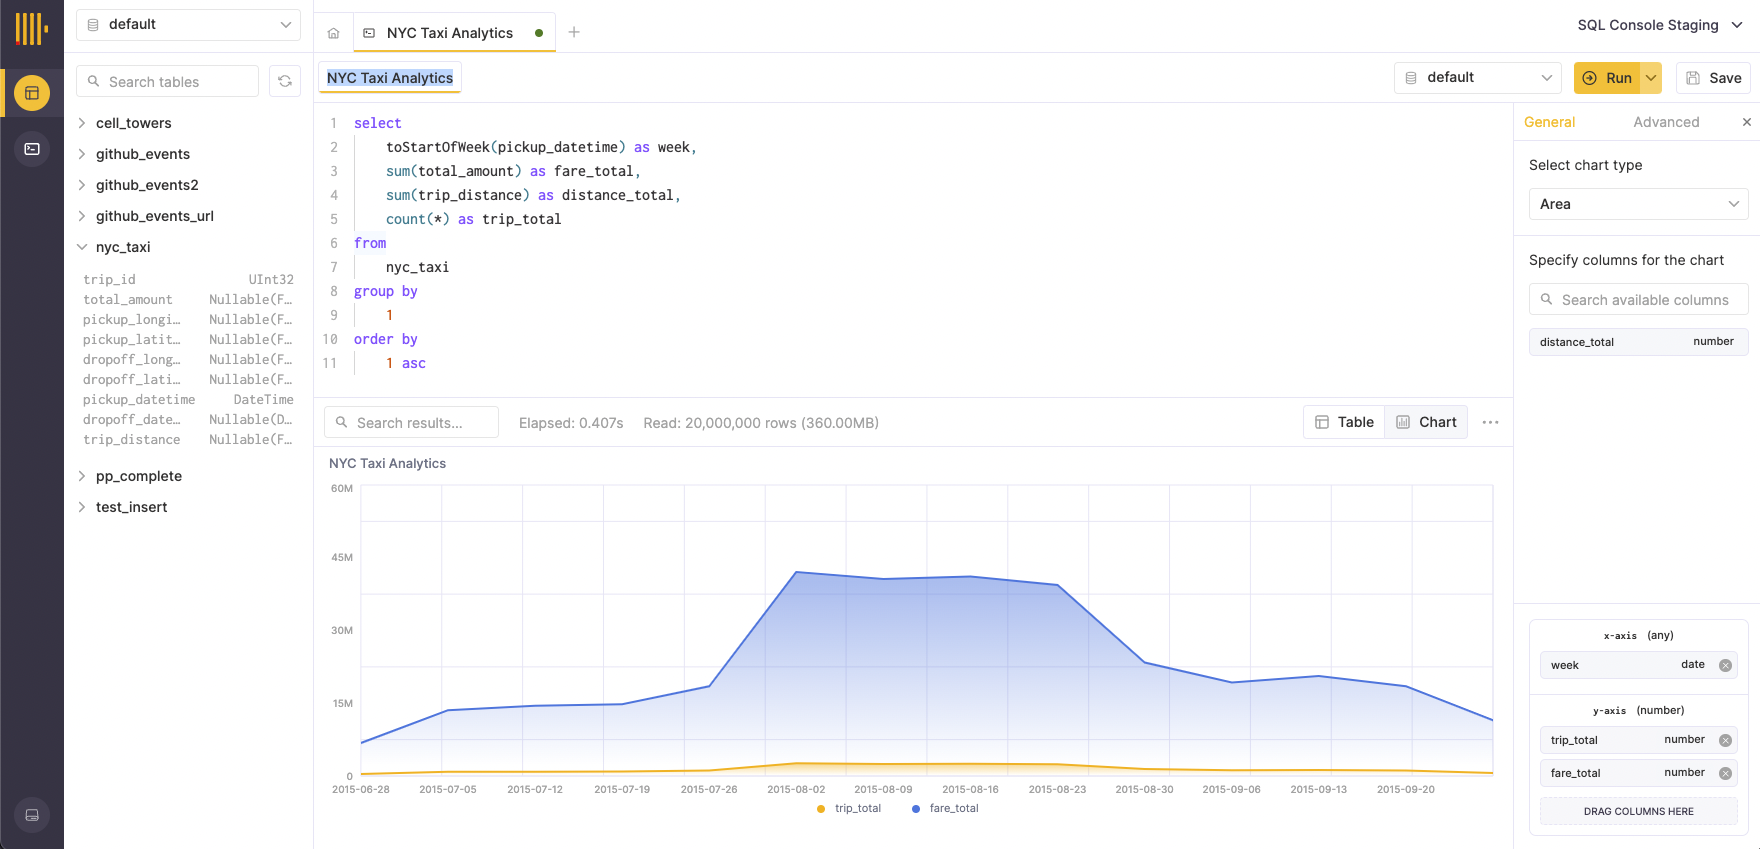 default
NYC Taxi Analytics
SQL Console Staging
Search tables
NYC Taxi Analytics
default
Run
Save
cell_towers
github_events
github_events2
github_events_url
nyc_taxi
trip_id UInt32
total_amount Nullable(F…
pickup_longi… Nullable(F…
pickup_latit… Nullable(F…
dropoff_long… Nullable(F…
dropoff_lati… Nullable(F…
pickup_datetime DateTime
dropoff_date… Nullable(D…
trip_distance Nullable(F…
pp_complete
test_insert
1 select
2 toStartOfWeek(pickup_datetime) as week,
3 sum(total_amount) as fare_total,
4 sum(trip_distance) as distance_total,
5 count(*) as trip_total
6 from
7 nyc_taxi
8 group by
9 1
10 order by
11 1 asc
Search results...
Elapsed: 0.407s
Read: 20,000,000 rows (360.00MB)
Table
Chart
NYC Taxi Analytics
60M
45M
30M
15M
0
2015-06-28 2015-07-05 2015-07-12 2015-07-19 2015-07-26 2015-08-02 2015-08-09 2015-08-16 2015-08-23 2015-08-30 2015-09-06 2015-09-13 2015-09-20
trip_total fare_total
General
Advanced
Select chart type
Area
Specify columns for the chart
Search available columns
distance_total number
x-axis (any)
week date
y-axis (number)
trip_total number
fare_total number
DRAG COLUMNS HERE